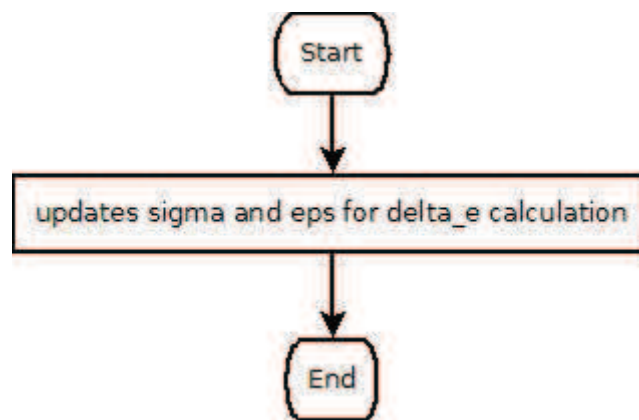 Start
updates sigma and eps for delta_e calculation
End